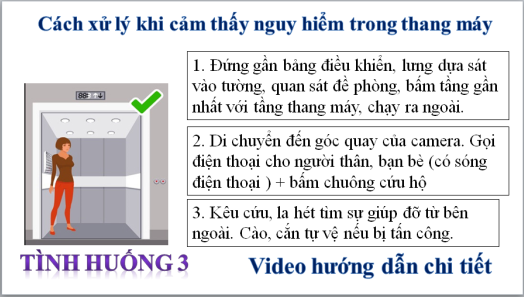 Cách xử lý khi cảm thấy nguy hiểm trong thang máy
1. Đứng gần bảng điều khiển, lưng dựa sát
vào tường, quan sát đề phòng, bấm tầng gần
nhất với tầng thang máy, chạy ra ngoài.
2. Di chuyển đến góc quay của camera. Gọi
điện thoại cho người thân, bạn bè (có sóng
điện thoại ) + bấm chuông cứu hộ
3. Kêu cứu, la hét tìm sự giúp đỡ từ bên
ngoài. Cào, cắn tự vệ nếu bị tấn công.
TÌNH HUỐNG 3
Video hướng dẫn chi tiết